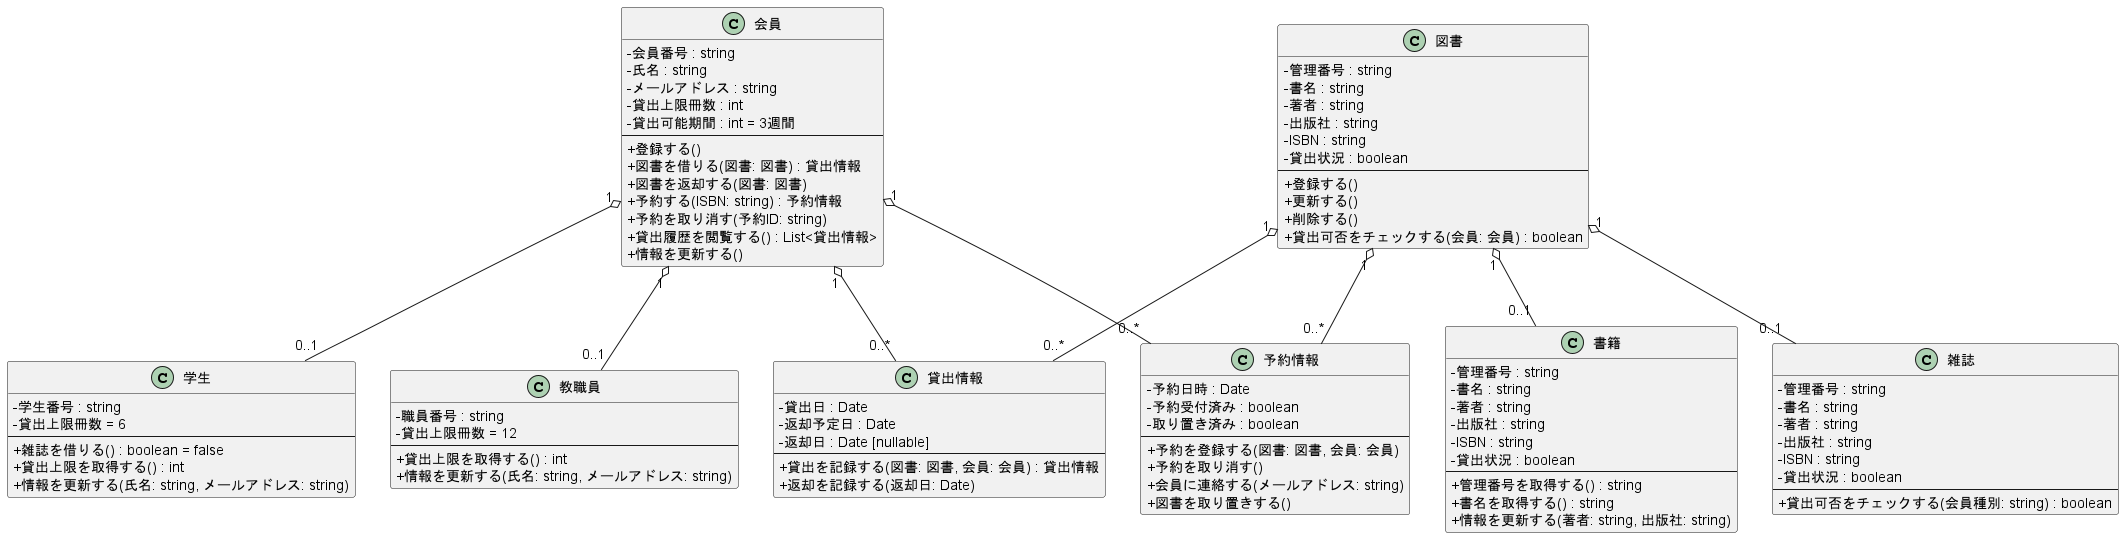 C 会員
-会員番号 : string
-氏名 : string
-メールアドレス : string
-貸出上限冊数 : int
-貸出可能期間 : int = 3週間
+登録する()
+図書を借りる(図書: 図書) : 貸出情報
+図書を返却する(図書: 図書)
+予約する(ISBN: string) : 予約情報
+予約を取り消す(予約ID: string)
+貸出履歴を閲覧する() : List<貸出情報>
+情報を更新する()
C 図書
-管理番号 : string
-書名 : string
-著者 : string
-出版社 : string
-ISBN : string
-貸出状況 : boolean
+登録する()
+更新する()
+削除する()
+貸出可否をチェックする(会員: 会員) : boolean
1
1
1
1
1
1
1
1
0..1
0..1
0..*
0..*
0..*
0..*
0..1
0..1
C 学生
-学生番号 : string
-貸出上限冊数 = 6
+雑誌を借りる() : boolean = false
+貸出上限を取得する() : int
+情報を更新する(氏名: string, メールアドレス: string)
C 教職員
-職員番号 : string
-貸出上限冊数 = 12
+貸出上限を取得する() : int
+情報を更新する(氏名: string, メールアドレス: string)
C 貸出情報
-貸出日 : Date
-返却予定日 : Date
-返却日 : Date [nullable]
+貸出を記録する(図書: 図書, 会員: 会員) : 貸出情報
+返却を記録する(返却日: Date)
C 予約情報
-予約日時 : Date
-予約受付済み : boolean
-取り置き済み : boolean
+予約を登録する(図書: 図書, 会員: 会員)
+予約を取り消す()
+会員に連絡する(メールアドレス: string)
+図書を取り置きする()
C 書籍
-管理番号 : string
-書名 : string
-著者 : string
-出版社 : string
-ISBN : string
-貸出状況 : boolean
+管理番号を取得する() : string
+書名を取得する() : string
+情報を更新する(著者: string, 出版社: string)
C 雑誌
-管理番号 : string
-書名 : string
-著者 : string
-出版社 : string
-ISBN : string
-貸出状況 : boolean
+貸出可否をチェックする(会員種別: string) : boolean